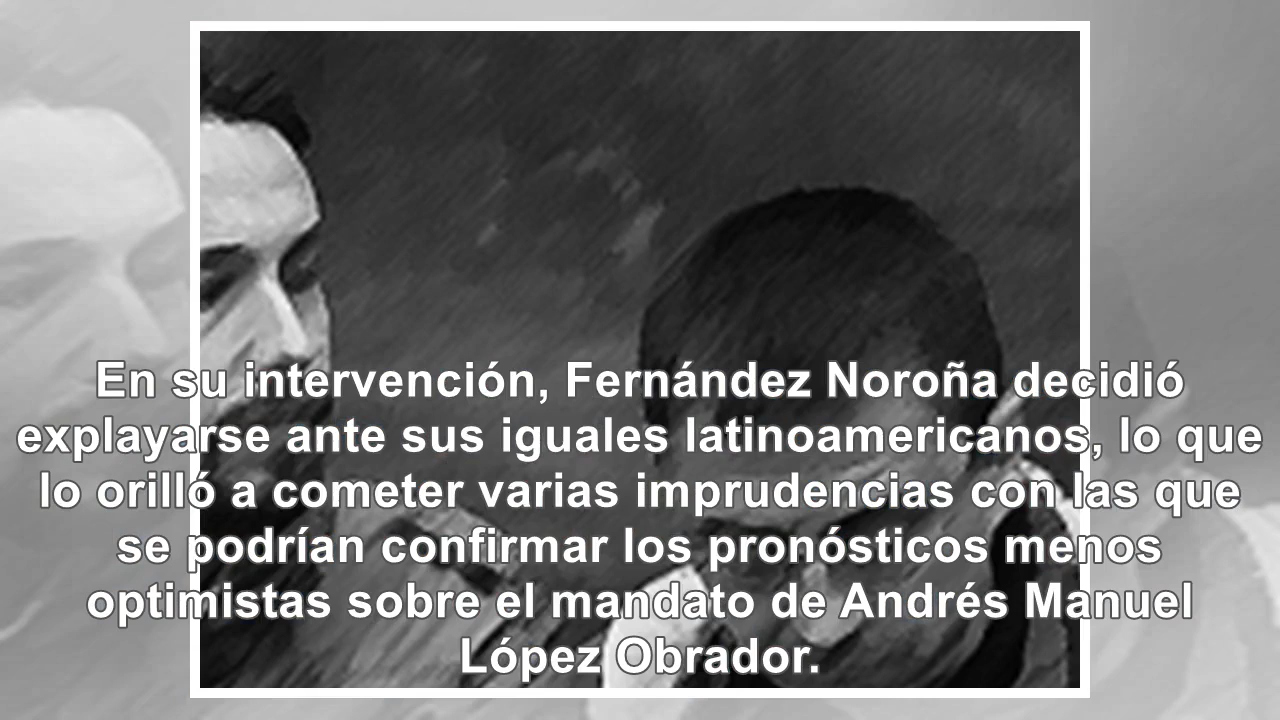 En su intervención, Fernández Noroña decidió
explayarse ante sus iguales latinoamericanos, lo que
lo orilló a cometer varias imprudencias con las que
se podrían confirmar los pronósticos menos
optimistas sobre el mandato de Andrés Manuel
López Obrador.